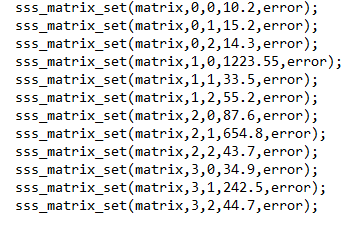 sss_matrix_set(matrix,0,0,10.2,error);
sss_matrix_set(matrix,0,1,15.2,error);
sss_matrix_set(matrix,0,2,14.3,error);
sss_matrix_set(matrix,1,0,1223.55,error);
sss_matrix_set(matrix,1,1,33.5,error);
sss_matrix_set(matrix,1,2,55.2,error);
sss_matrix_set(matrix,2,0,87.6,error);
sss_matrix_set(matrix,2,1,654.8,error);
sss_matrix_set(matrix,2,2,43.7,error);
sss_matrix_set(matrix,3,0,34.9,error);
sss_matrix_set(matrix,3,1,242.5,error);
sss_matrix_set(matrix,3,2,44.7,error);